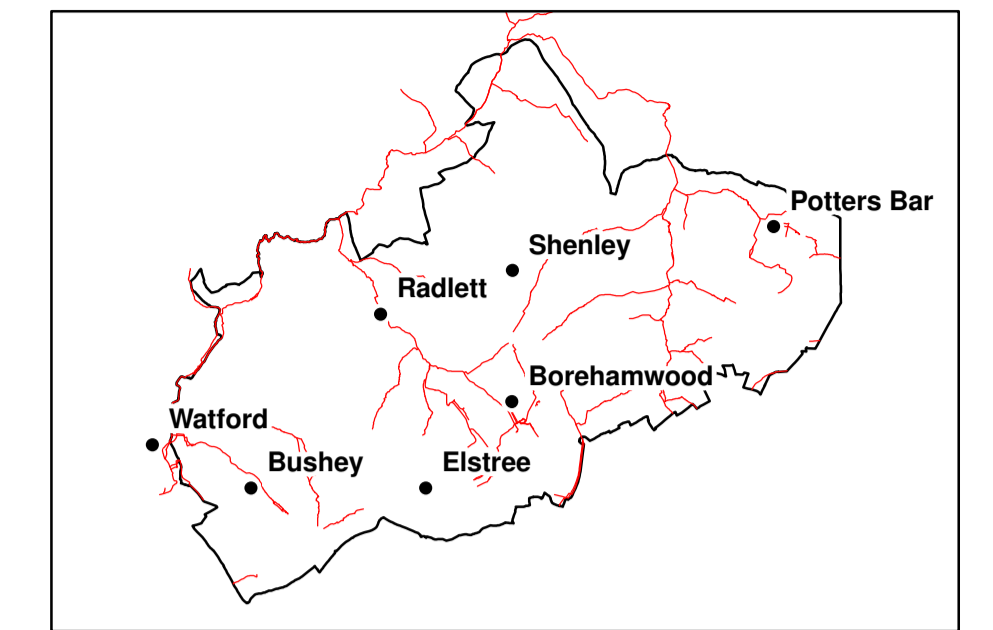 Potters Bar
Shenley
Radlett
Borehamwood
Watford
Bushey
Elstree